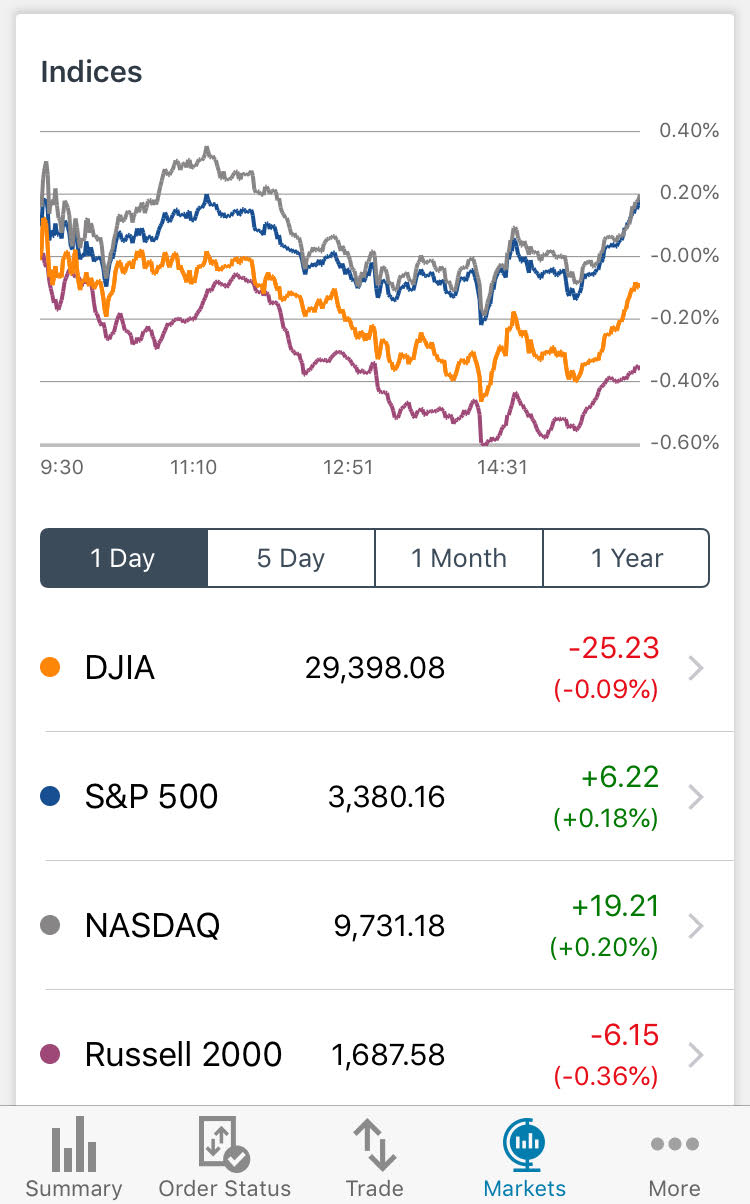 Indices
0.40%
0.20%
-0.00%
-0.20%
-0.40%
-0.60%
9:30 11:10 12:51 14:31
1 Day 5 Day 1 Month 1 Year
DJIA 29,398.08 -25.23
(-0.09%)
S&P 500 3,380.16 +6.22
(+0.18%)
NASDAQ 9,731.18 +19.21
(+0.20%)
Russell 2000 1,687.58 -6.15
(-0.36%)
Summary Order Status Trade Markets More